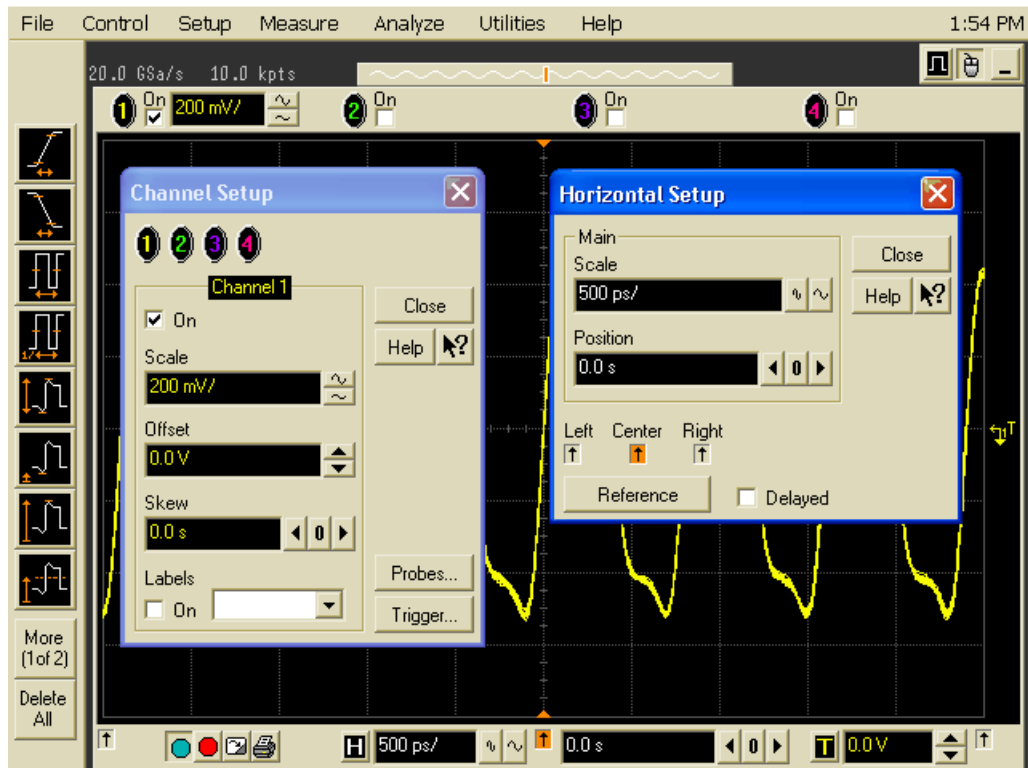 File Control Setup Measure Analyze Utilities Help 1:54 PM
20.0 GSa/s 10.0 kpts
1 On 200 mV/ 2 On 3 On 4 On
Channel Setup
1 2 3 4
Channel 1
On
Scale
200 mV/
Offset
0.0 V
Skew
0.0 s 0
Labels
On
Close
Help ?
Probes...
Trigger...
Horizontal Setup
Main
Scale
500 ps/
Position
0.0 s 0
Close
Help ?
Left Center Right
Reference Delayed
T
1/
More
(1of 2)
Delete
All
H 500 ps/ 0.0 s 0 T 0.0 V